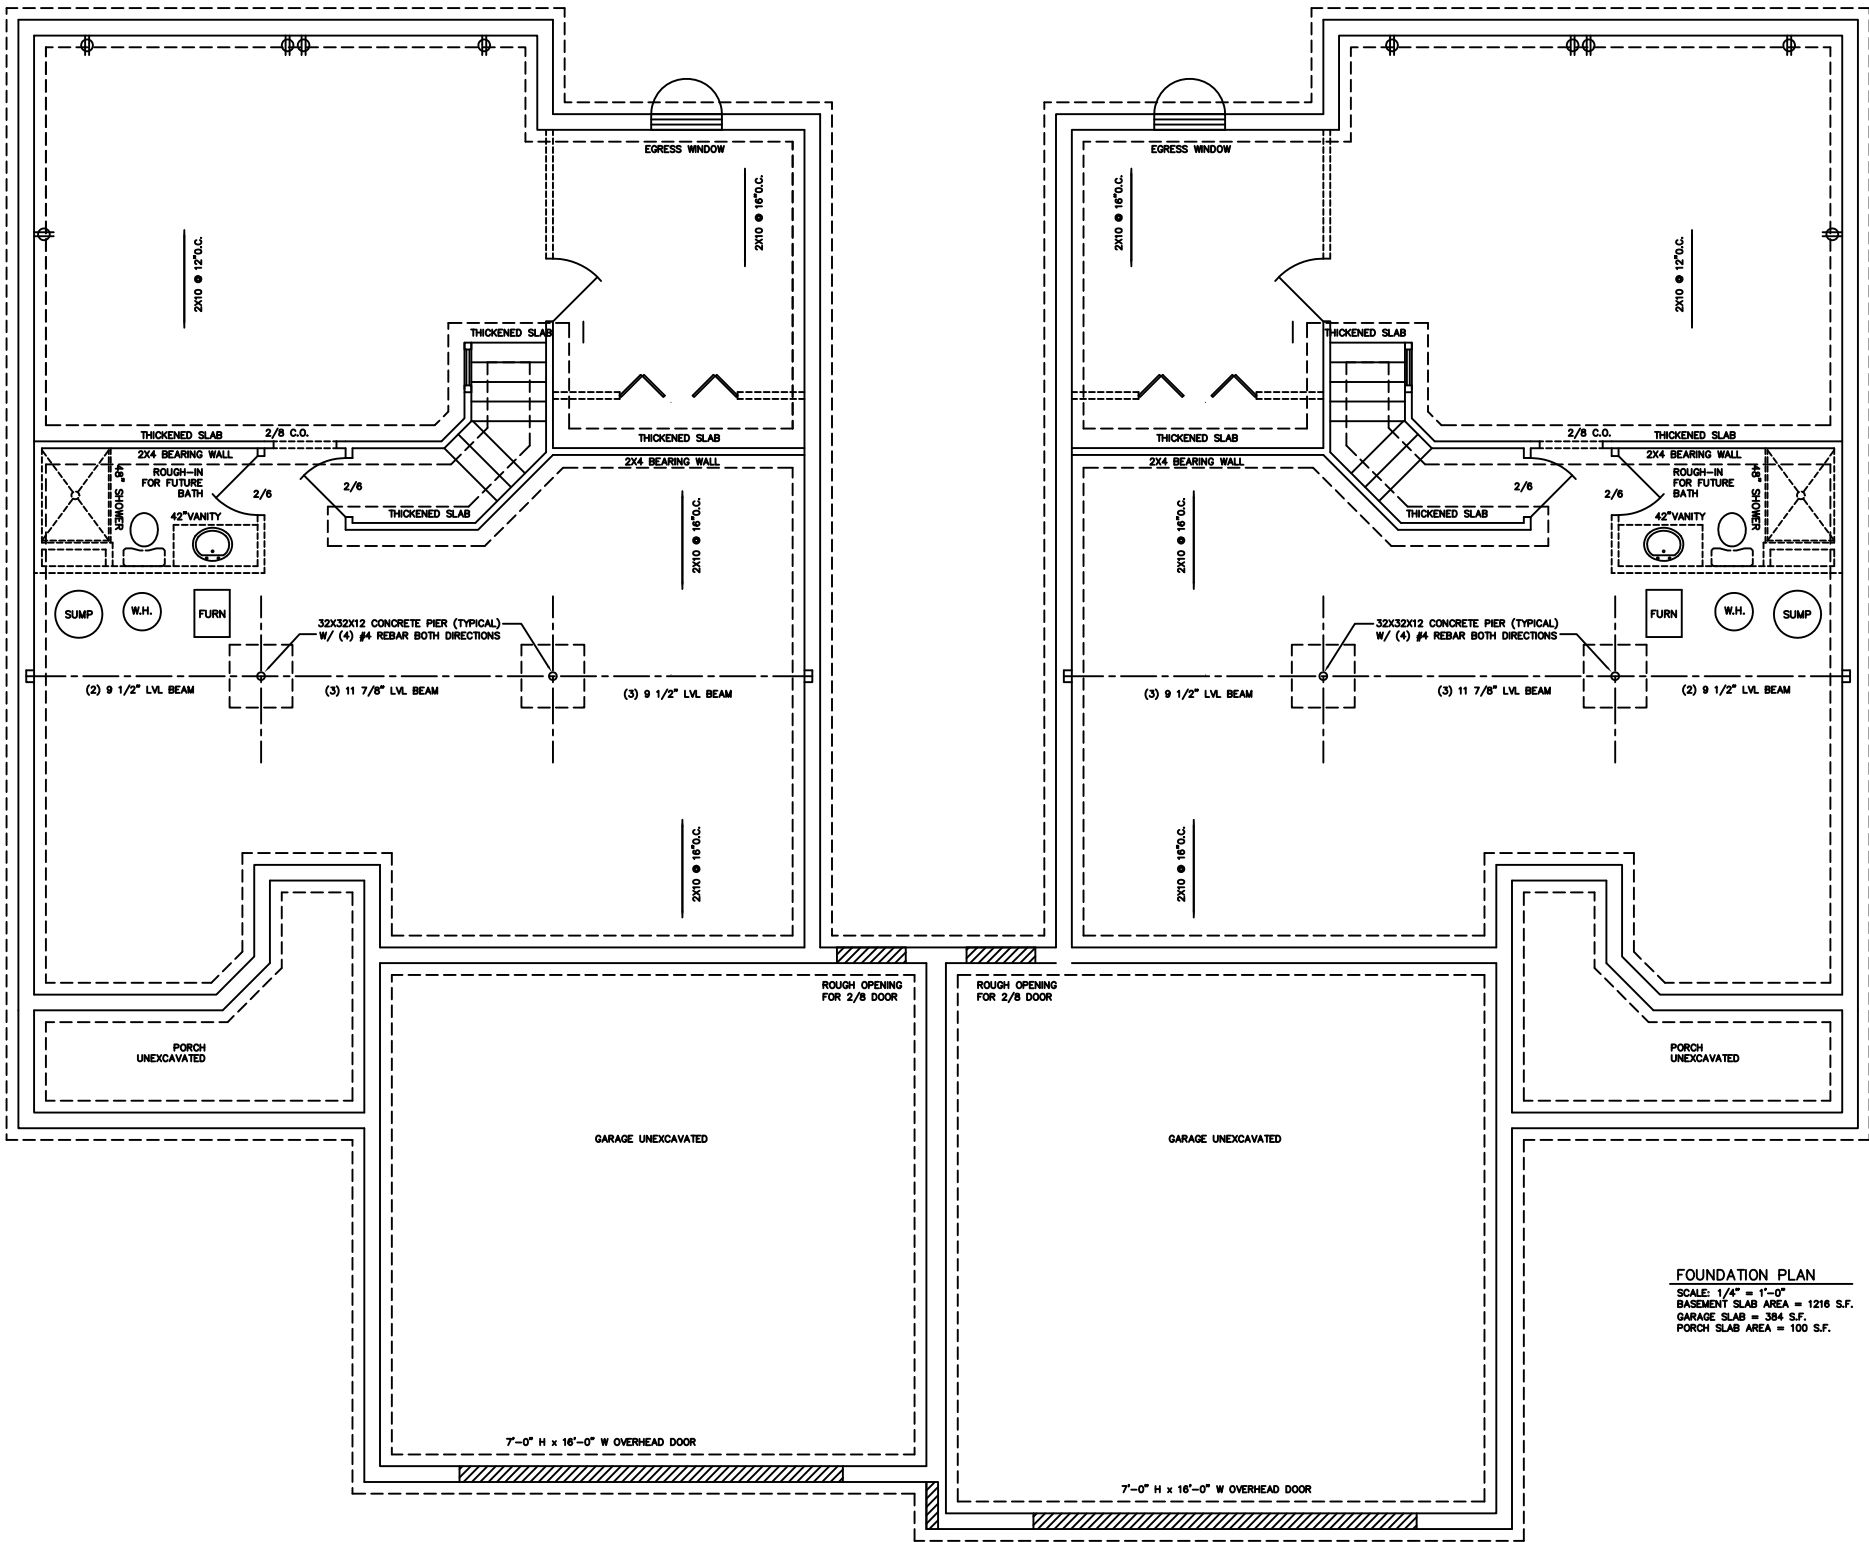 EGRESS WINDOW
2X10 @ 12"O.C.
2X10 @ 16"O.C.
THICKENED SLAB
THICKENED SLAB
2/8 C.O.
THICKENED SLAB
2X4 BEARING WALL
2X4 BEARING WALL
ROUGH-IN
FOR FUTURE
BATH
48" SHOWER
2/6
2/6
42"VANITY
THICKENED SLAB
2X10 @ 16"O.C.
SUMP
W.H.
FURN
32X32X12 CONCRETE PIER (TYPICAL)
W/ (4) #4 REBAR BOTH DIRECTIONS
(2) 9 1/2" LVL BEAM
(3) 11 7/8" LVL BEAM
(3) 9 1/2" LVL BEAM
2X10 @ 16"O.C.
ROUGH OPENING
FOR 2/8 DOOR
PORCH
UNEXCAVATED
GARAGE UNEXCAVATED
7'-0" H x 16'-0" W OVERHEAD DOOR
EGRESS WINDOW
2X10 @ 16"O.C.
2X10 @ 12"O.C.
THICKENED SLAB
THICKENED SLAB
2/8 C.O.
THICKENED SLAB
2X4 BEARING WALL
2X4 BEARING WALL
ROUGH-IN
FOR FUTURE
BATH
48" SHOWER
2/6
2/6
42"VANITY
THICKENED SLAB
2X10 @ 16"O.C.
FURN
W.H.
SUMP
32X32X12 CONCRETE PIER (TYPICAL)
W/ (4) #4 REBAR BOTH DIRECTIONS
(3) 9 1/2" LVL BEAM
(3) 11 7/8" LVL BEAM
(2) 9 1/2" LVL BEAM
2X10 @ 16"O.C.
ROUGH OPENING
FOR 2/8 DOOR
PORCH
UNEXCAVATED
GARAGE UNEXCAVATED
7'-0" H x 16'-0" W OVERHEAD DOOR
FOUNDATION PLAN
SCALE: 1/4" = 1'-0"
BASEMENT SLAB AREA = 1216 S.F.
GARAGE SLAB = 384 S.F.
PORCH SLAB AREA = 100 S.F.